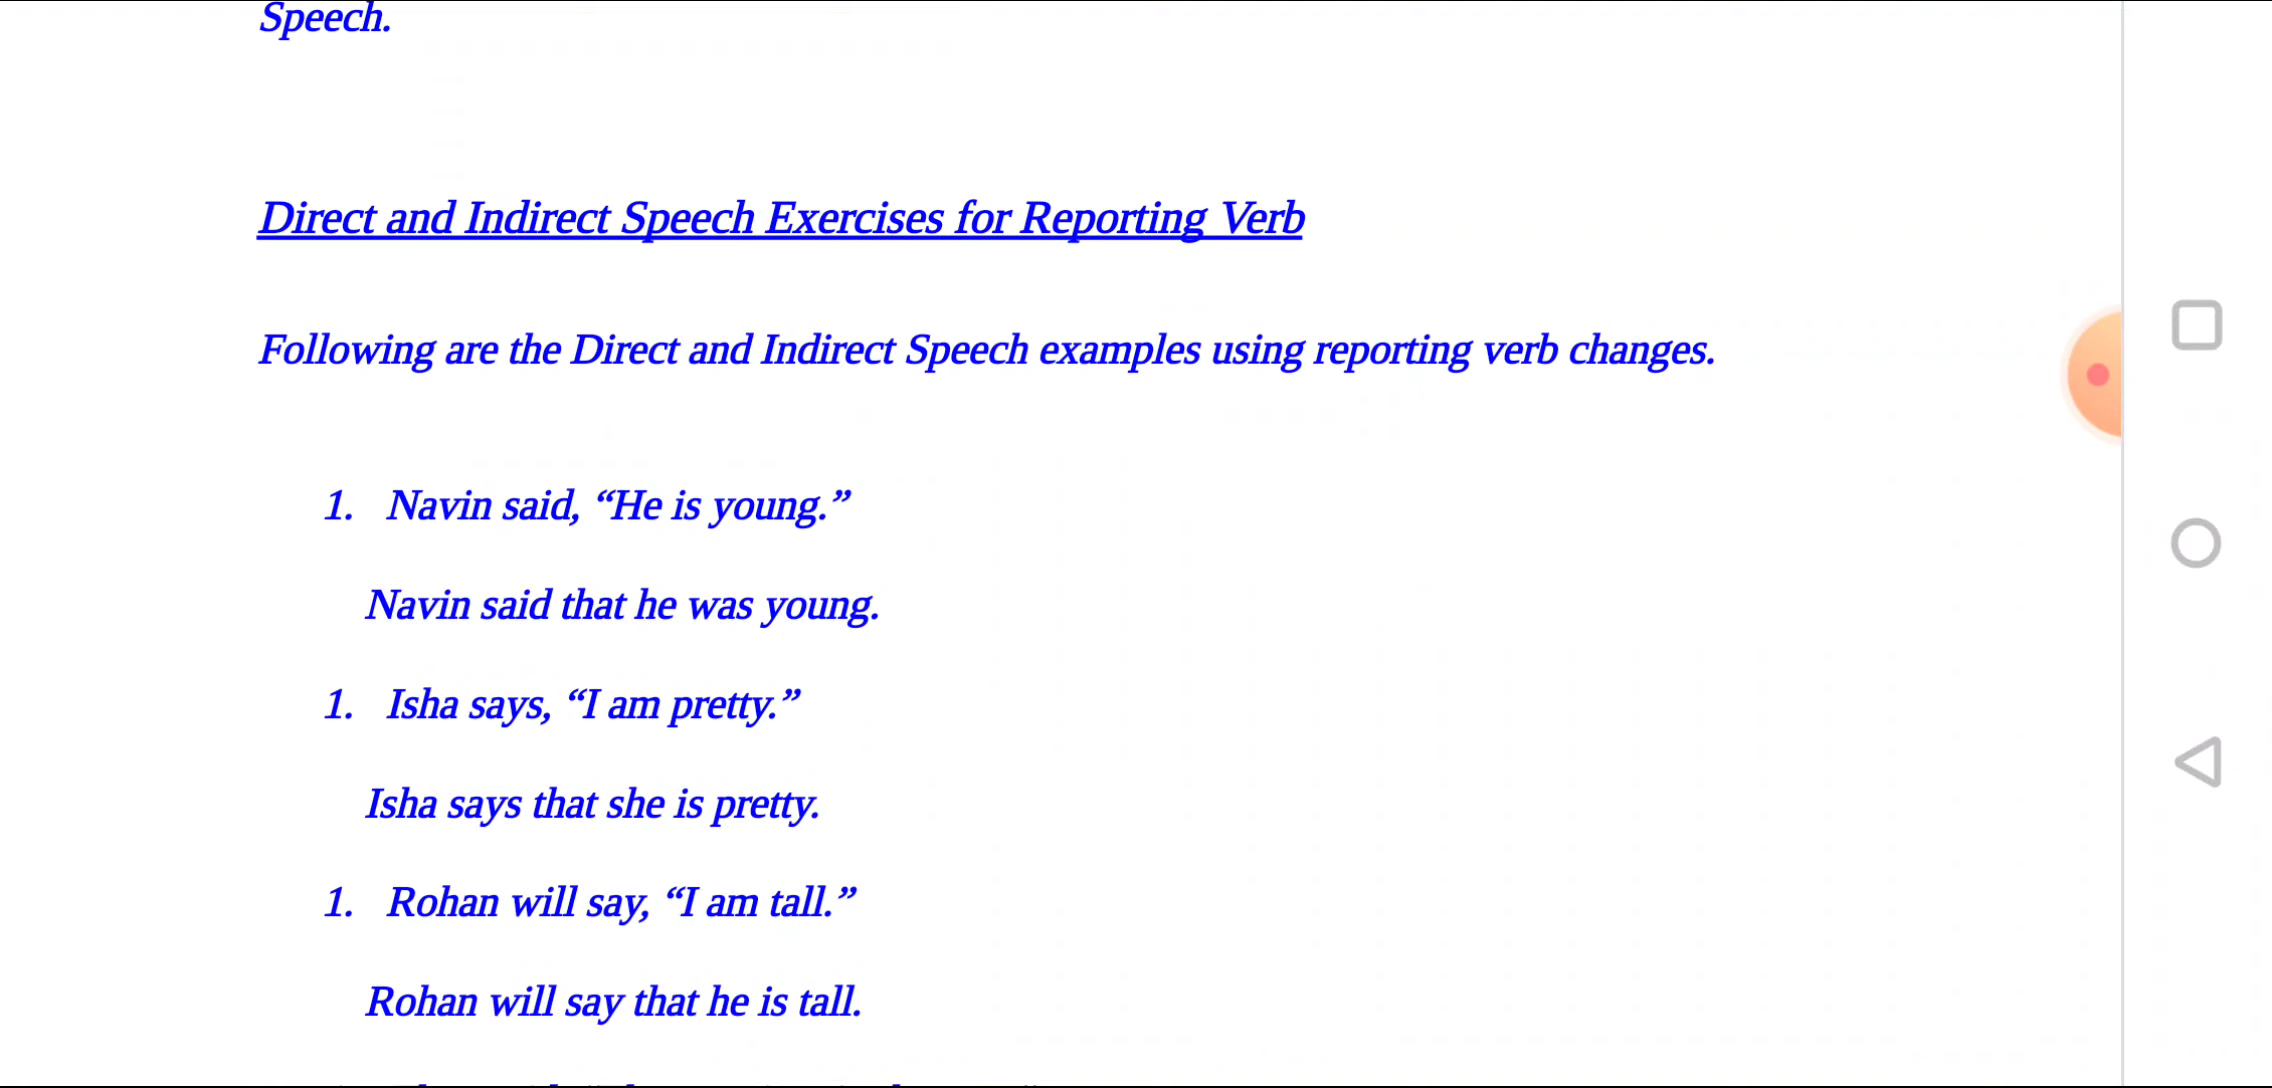 Speech.
Direct and Indirect Speech Exercises for Reporting Verb
Following are the Direct and Indirect Speech examples using reporting verb changes.
1. Navin said, “He is young.”
Navin said that he was young.
1. Isha says, “I am pretty.”
Isha says that she is pretty.
1. Rohan will say, “I am tall.”
Rohan will say that he is tall.